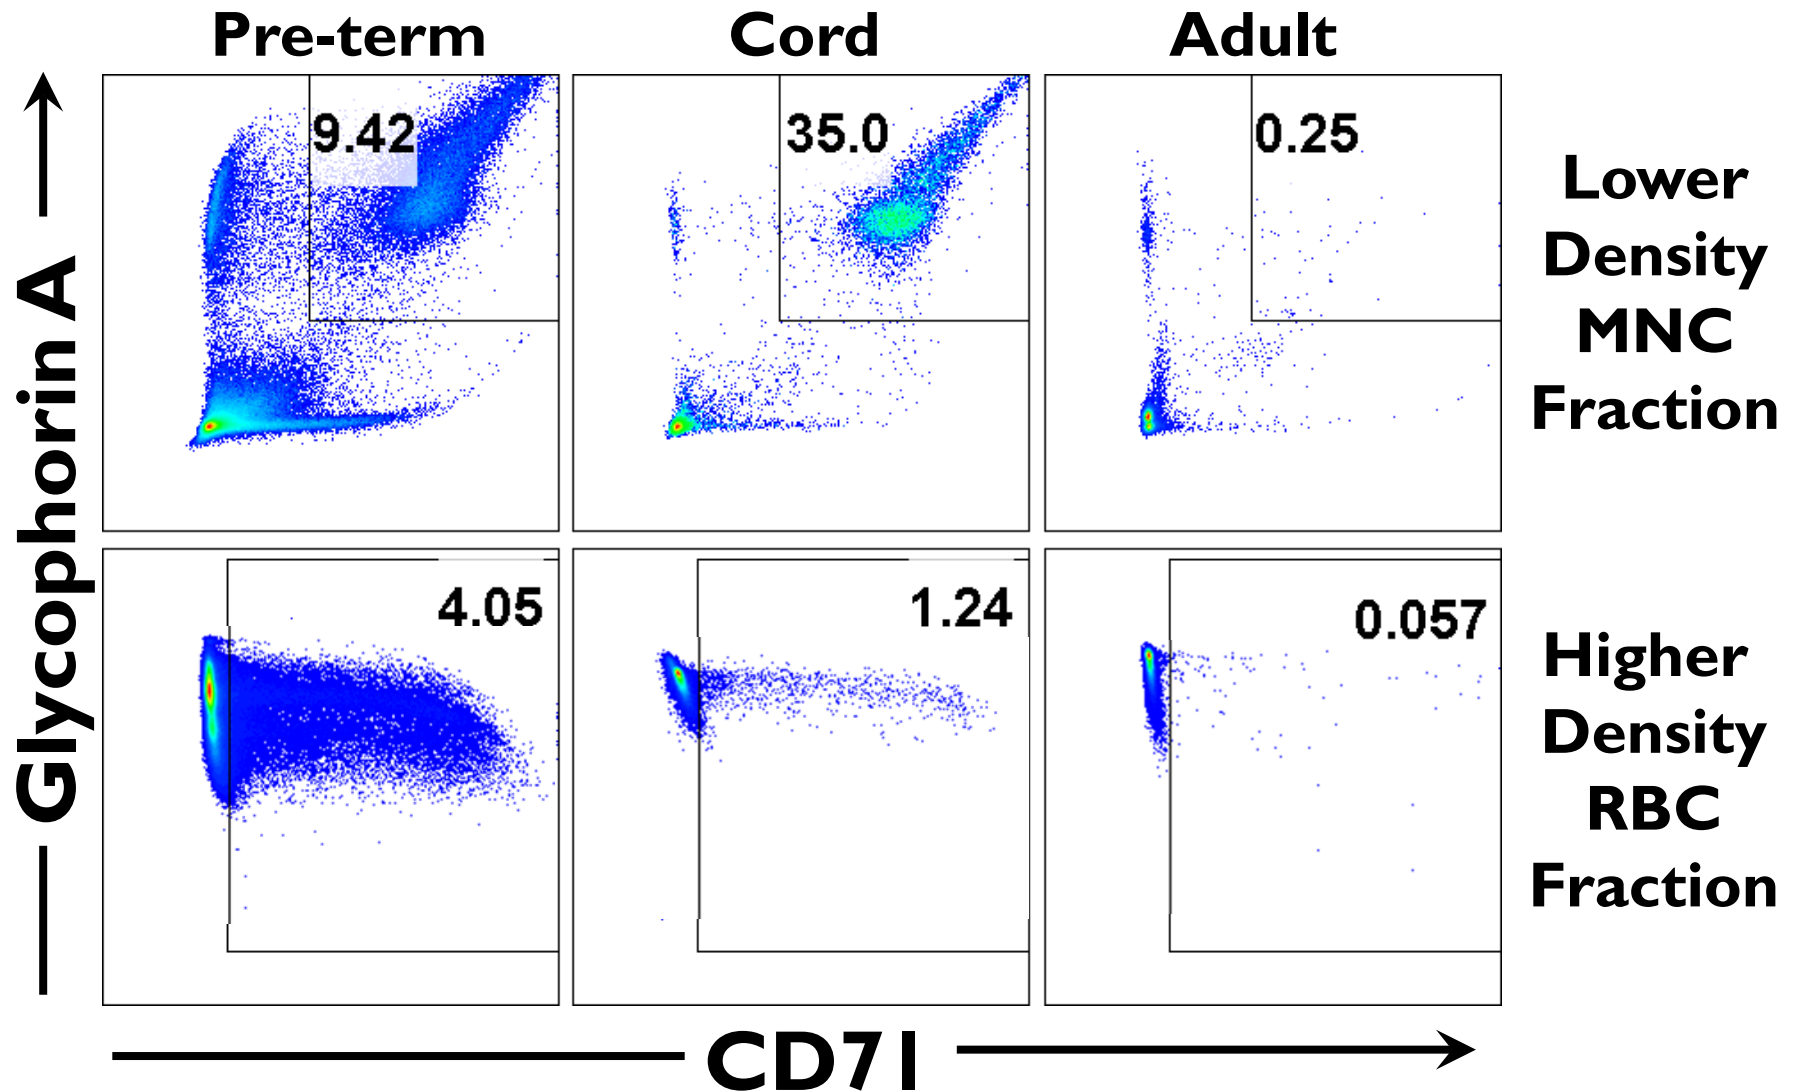 Pre-term
Cord
Adult
Glycophorin A
9.42
35.0
0.25
Lower
Density
MNC
Fraction
4.05
1.24
0.057
Higher
Density
RBC
Fraction
CD71